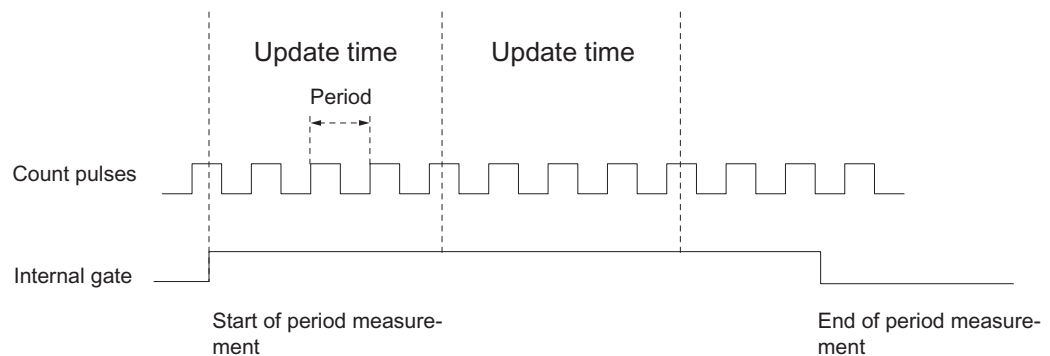 Update time
Update time
Period
Count pulses
Internal gate
Start of period measure-
ment
End of period measure-
ment